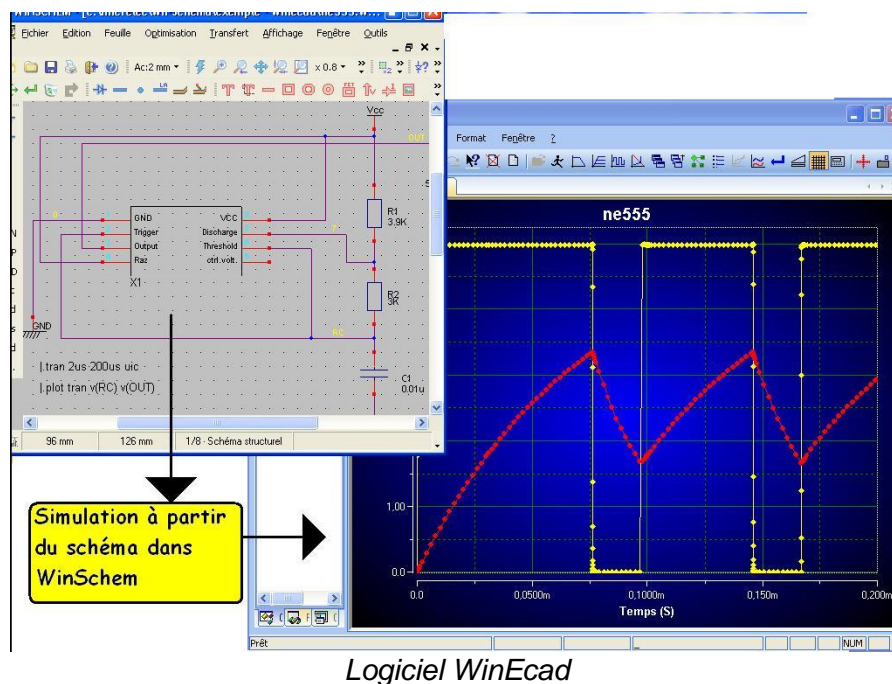 Fichier Edition Feuille Optimisation Transfert Affichage Fenêtre Outils
Ac:2 mm x 0.8
Vcc
OUT
GND VCC
Trigger Discharge
Output Threshold
Raz ctrl.volt.
X1
R1
3.9K
R2
3K
RC
GND
C1
0.01u
|.tran 2us 200us uic
|.plot tran v(RC) v(OUT)
96 mm 126 mm 1/8 - Schéma structurel
Format Fenêtre ?
ne555
1,00
0.0
0.0 0,0500m 0,1000m 0,150m 0,200m
Temps (S)
Prêt NUM
Simulation à partir
du schéma dans
WinSchem
Logiciel WinEcad